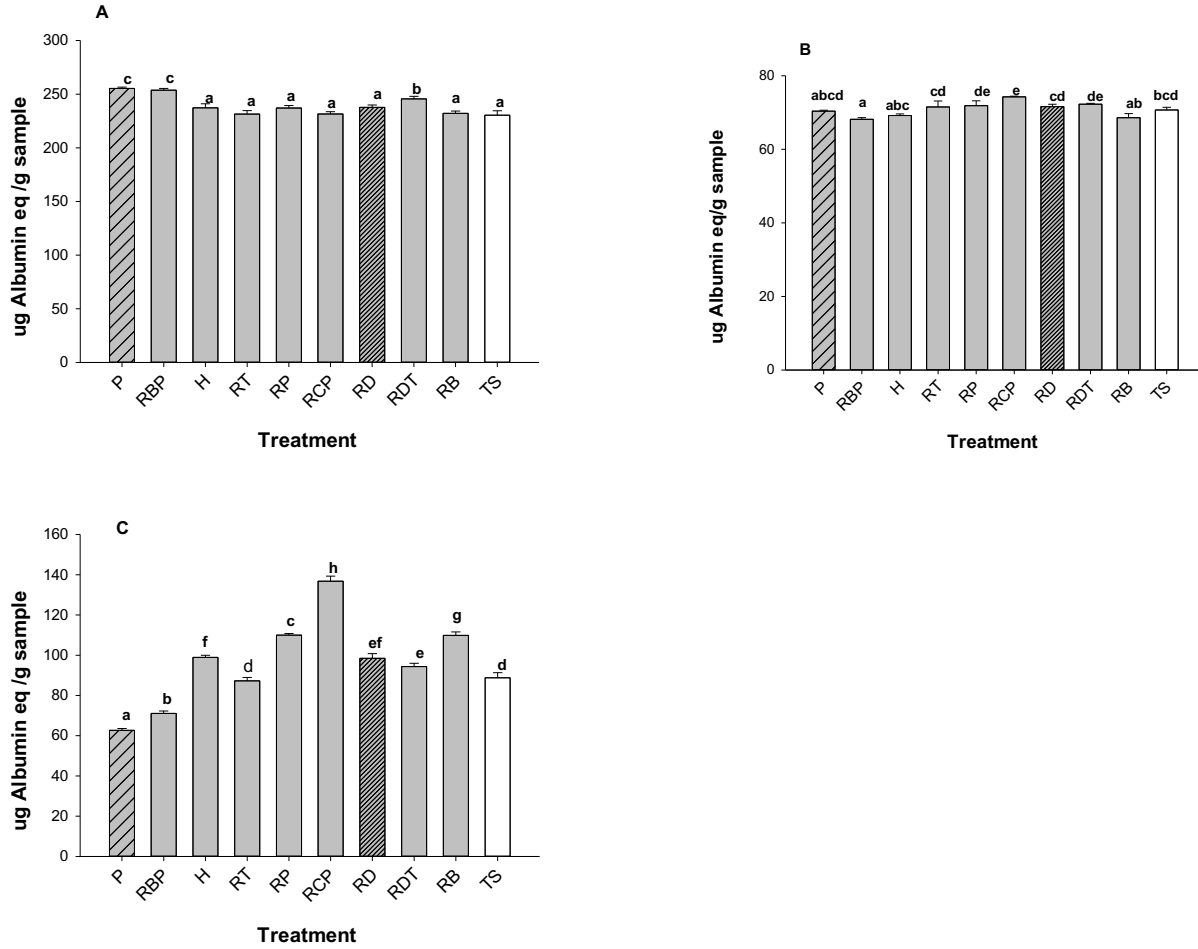 A
ug Albumin eq /g sample
300
250
200
150
100
50
0
c c a a a a a b a a
P RBP H RT RP RCP RD RDT RB TS
Treatment
B
ug Albumin eq/g sample
80
60
40
20
0
abcd a abc cd de e cd de ab bcd
P RBP H RT RP RCP RD RDT RB TS
Treatment
C
ug Albumin eq /g sample
160
140
120
100
80
60
40
20
0
a b f d c h ef e g d
P RBP H RT RP RCP RD RDT RB TS
Treatment